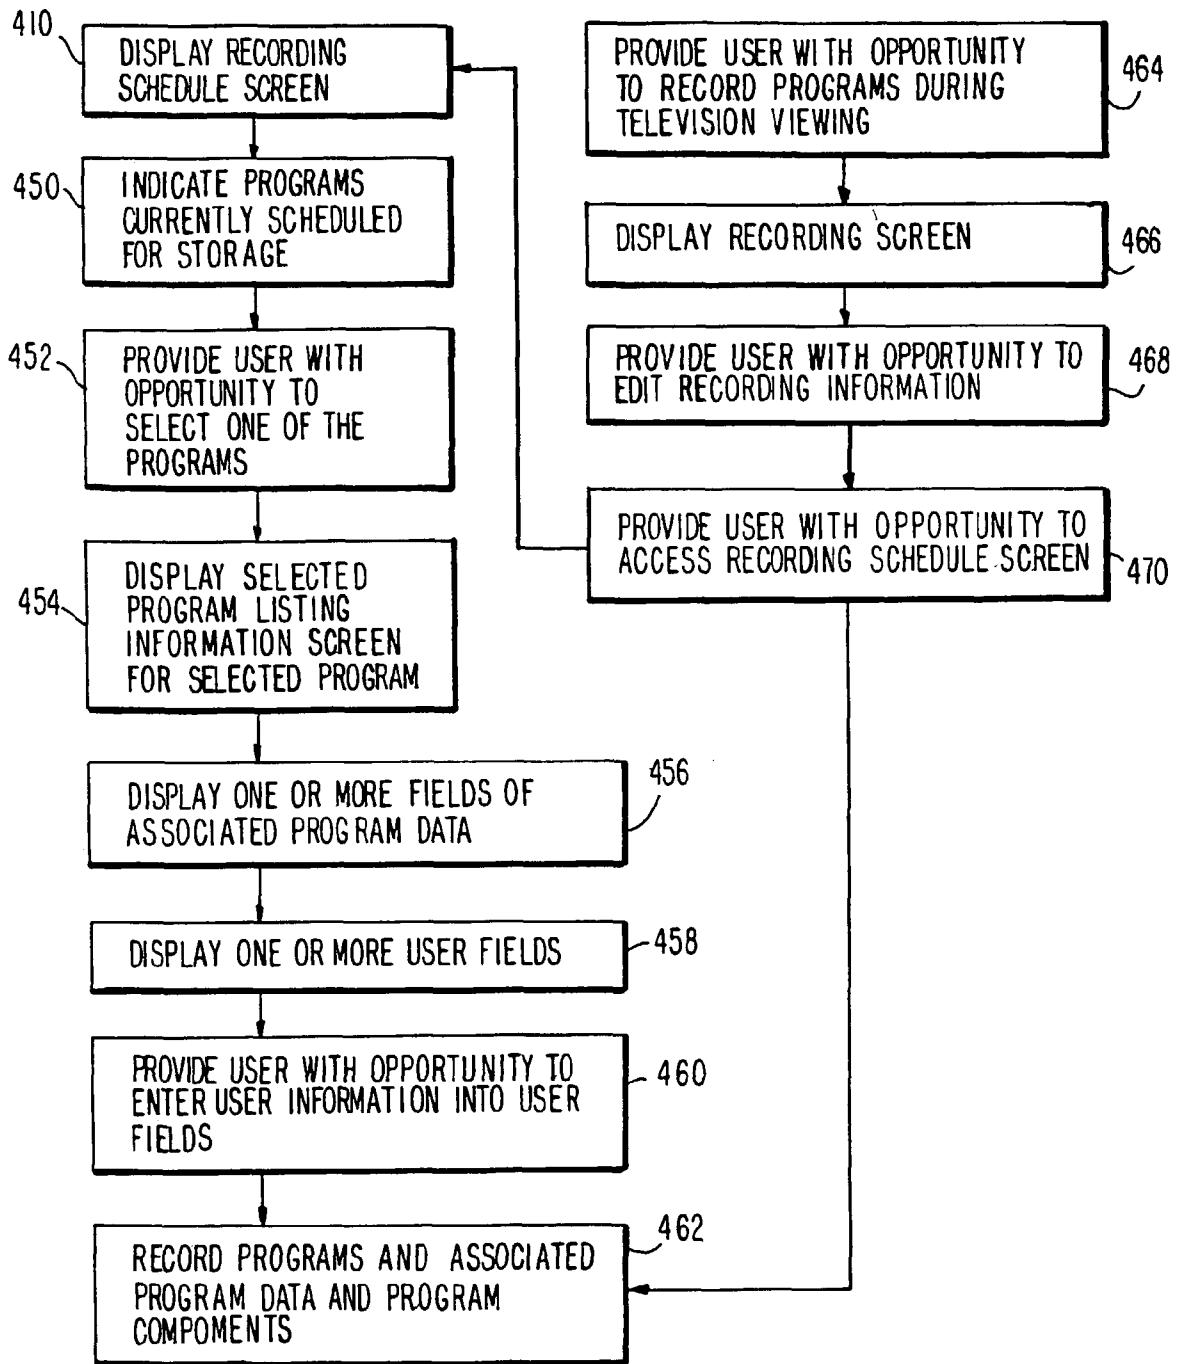 410
DISPLAY RECORDING
SCHEDULE SCREEN
450
INDICATE PROGRAMS
CURRENTLY SCHEDULED
FOR STORAGE
452
PROVIDE USER WITH
OPPORTUNITY TO
SELECT ONE OF THE
PROGRAMS
454
DISPLAY SELECTED
PROGRAM LISTING
INFORMATION SCREEN
FOR SELECTED PROGRAM
456
DISPLAY ONE OR MORE FIELDS OF
ASSOCIATED PROGRAM DATA
458
DISPLAY ONE OR MORE USER FIELDS
460
PROVIDE USER WITH OPPORTUNITY TO
ENTER USER INFORMATION INTO USER
FIELDS
462
RECORD PROGRAMS AND ASSOCIATED
PROGRAM DATA AND PROGRAM
COMPOMENTS
PROVIDE USER WITH OPPORTUNITY
TO RECORD PROGRAMS DURING
TELEVISION VIEWING
464
DISPLAY RECORDING SCREEN
466
PROVIDE USER WITH OPPORTUNITY TO
EDIT RECORDING INFORMATION
468
PROVIDE USER WITH OPPORTUNITY TO
ACCESS RECORDING SCHEDULE SCREEN
470